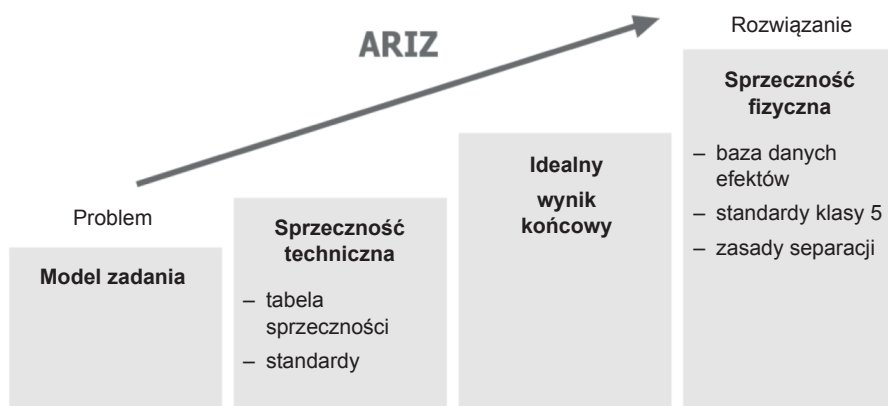 ARIZ
Problem
Model zadania
Sprzeczność
techniczna
– tabela
sprzeczności
– standardy
Idealny
wynik
końcowy
Rozwiązanie
Sprzeczność
fizyczna
– baza danych
efektów
– standardy klasy 5
– zasady separacji